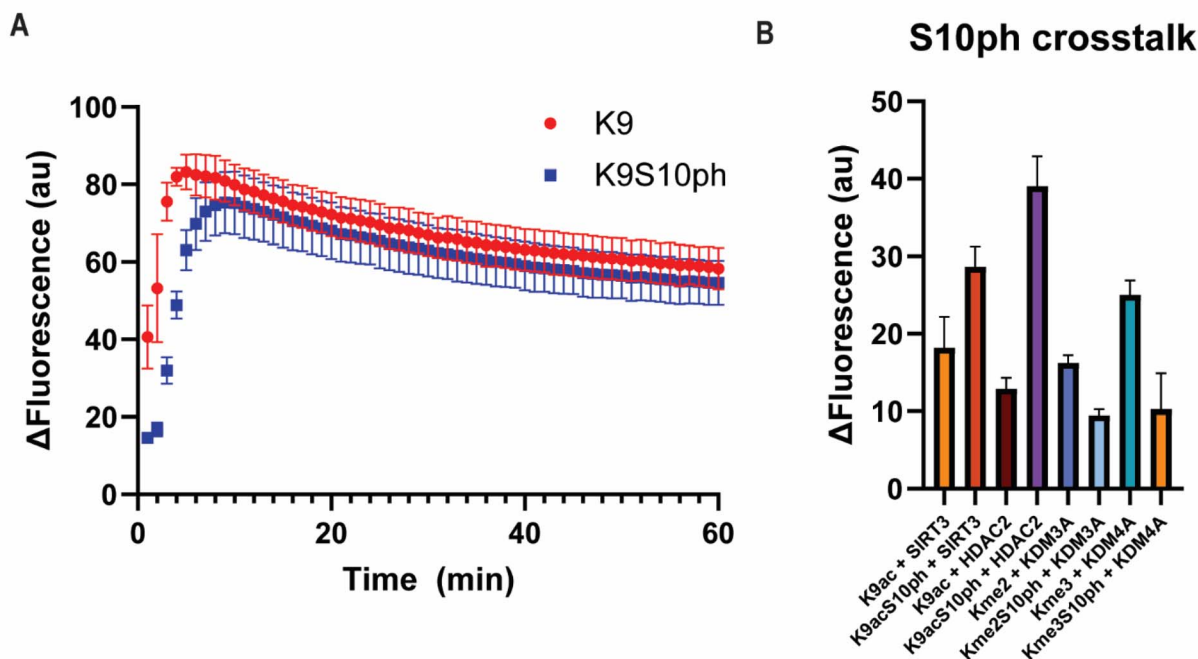 A
B
S10ph crosstalk
100
80
60
40
20
0
ΔFluorescence (au)
K9
K9S10ph
0
20
40
60
Time (min)
50
40
30
20
10
0
ΔFluorescence (au)
K9ac + SIRT3
K9acS10ph + SIRT3
K9ac + HDAC2
K9acS10ph + HDAC2
Kme2 + KDM3A
Kme2S10ph + KDM3A
Kme3 + KDM4A
Kme3S10ph + KDM4A